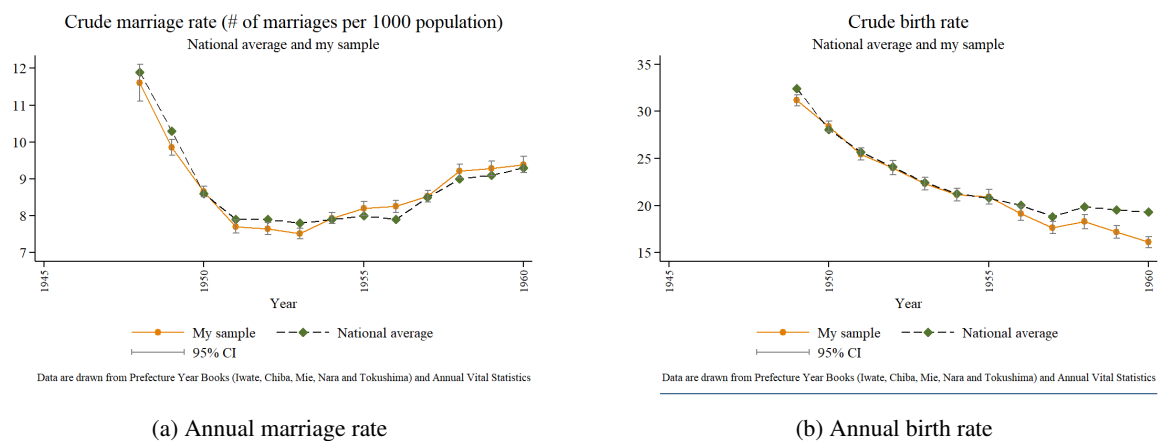 Crude marriage rate (# of marriages per 1000 population)
National average and my sample
12
11
10
9
8
7
1945
1950
1955
1960
Year
My sample
National average
95% CI
Data are drawn from Prefecture Year Books (Iwate, Chiba, Mie, Nara and Tokushima) and Annual Vital Statistics
(a) Annual marriage rate
Crude birth rate
National average and my sample
35
30
25
20
15
1945
1950
1955
1960
Year
My sample
National average
95% CI
Data are drawn from Prefecture Year Books (Iwate, Chiba, Mie, Nara and Tokushima) and Annual Vital Statistics
(b) Annual birth rate